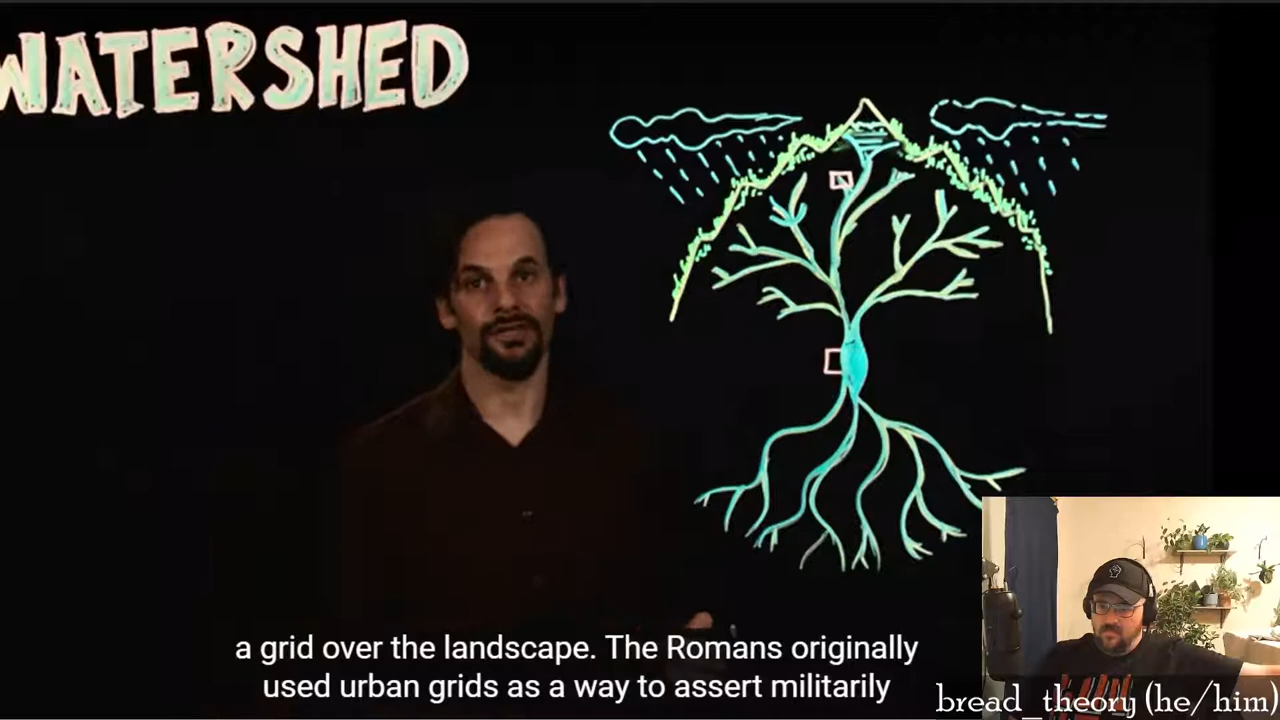 WATERSHED
a grid over the landscape. The Romans originally
used urban grids as a way to assert militarily
bread_theory (he/him)